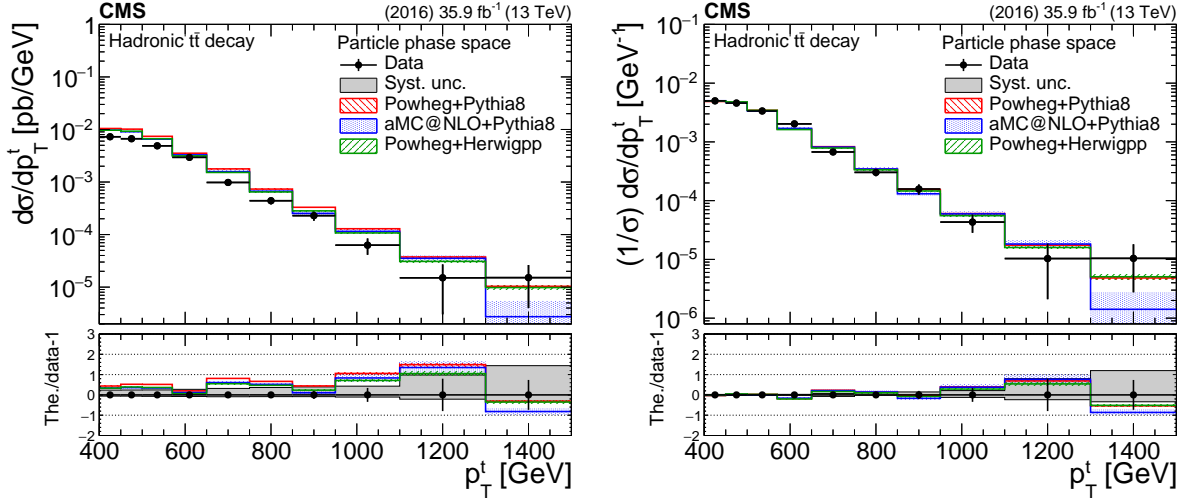 CMS (2016) 35.9 fb⁻¹ (13 TeV)
Hadronic tt̄ decay
Particle phase space
Data
Syst. unc.
Powheg+Pythia8
aMC@NLO+Pythia8
Powheg+Herwigpp
dσ/dp_T^t [pb/GeV]
1
10⁻¹
10⁻²
10⁻³
10⁻⁴
10⁻⁵
The./data-1
3
2
1
0
−1
−2
400 600 800 1000 1200 1400
p_T^t [GeV]
CMS (2016) 35.9 fb⁻¹ (13 TeV)
Hadronic tt̄ decay
Particle phase space
Data
Syst. unc.
Powheg+Pythia8
aMC@NLO+Pythia8
Powheg+Herwigpp
(1/σ) dσ/dp_T^t [GeV⁻¹]
10⁻¹
10⁻²
10⁻³
10⁻⁴
10⁻⁵
10⁻⁶
The./data-1
3
2
1
0
−1
−2
400 600 800 1000 1200 1400
p_T^t [GeV]